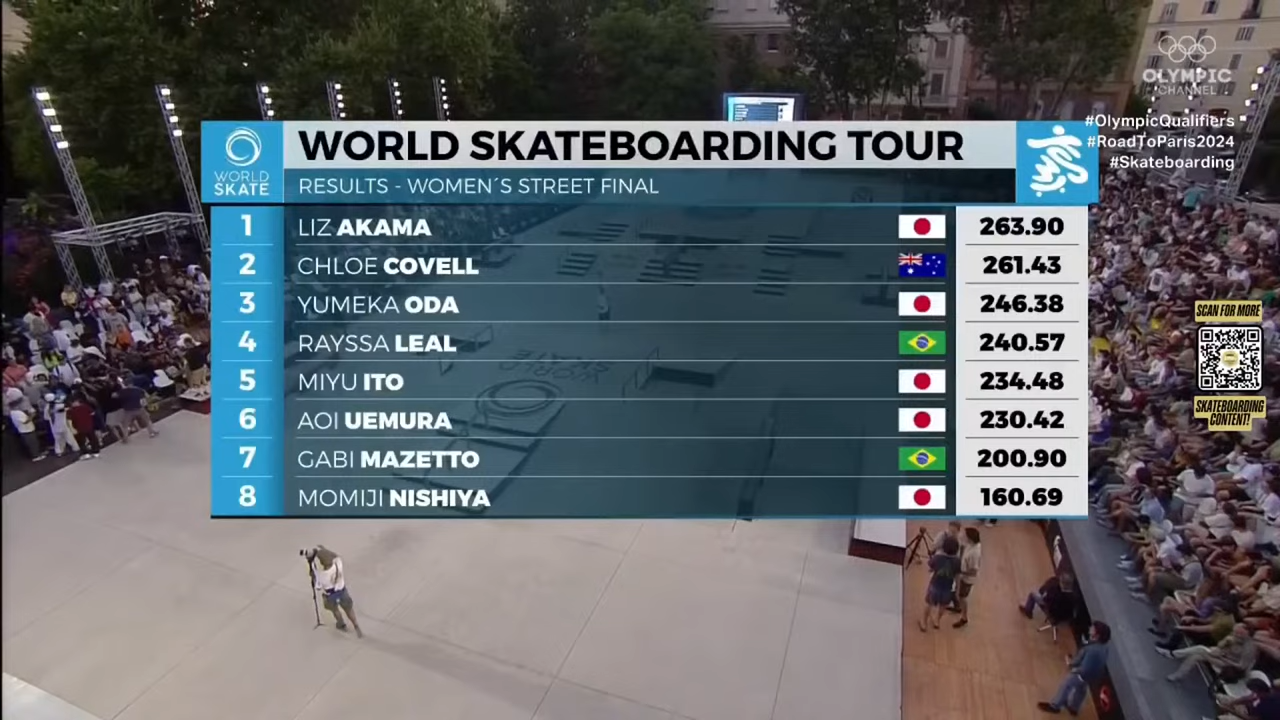 OLYMPIC
CHANNEL
#OlympicQualifiers
#RoadToParis2024
#Skateboarding
WORLD
SKATE
WORLD SKATEBOARDING TOUR
RESULTS - WOMEN´S STREET FINAL
1 LIZ AKAMA 263.90
2 CHLOE COVELL 261.43
3 YUMEKA ODA 246.38
4 RAYSSA LEAL 240.57
5 MIYU ITO 234.48
6 AOI UEMURA 230.42
7 GABI MAZETTO 200.90
8 MOMIJI NISHIYA 160.69
SCAN FOR MORE
SKATEBOARDING
CONTENT!
WORLD
SKATE